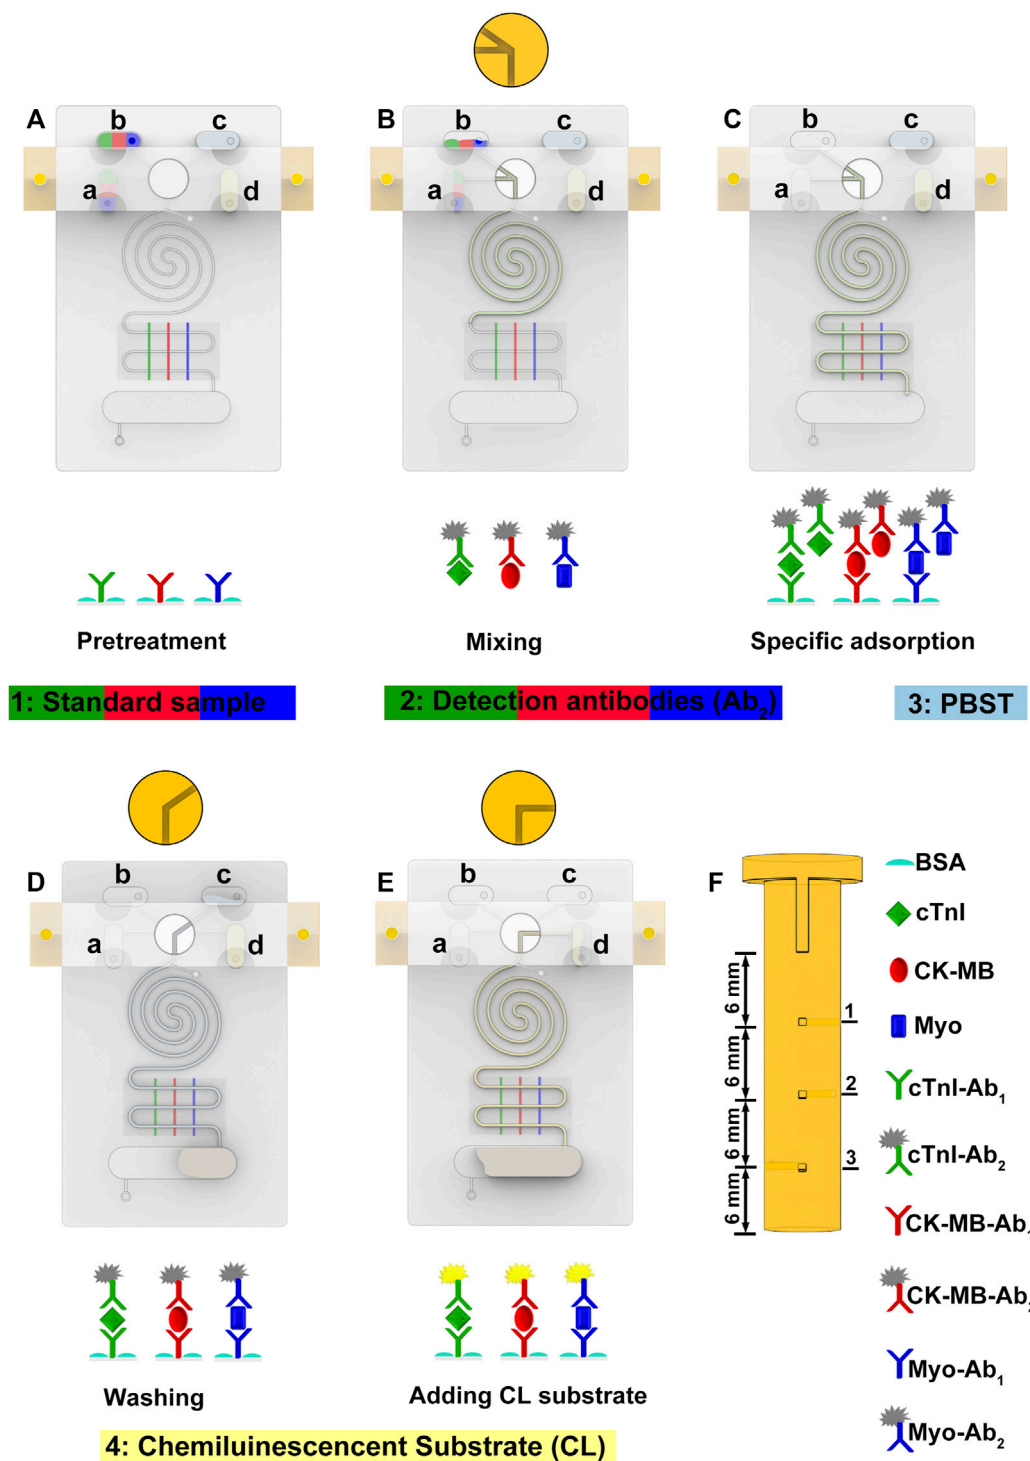 A
b
c
a
d
B
b
c
a
d
C
b
c
a
d
Pretreatment
Mixing
Specific adsorption
1: Standard sample
2: Detection antibodies (Ab₂)
3: PBST
D
b
c
a
d
E
b
c
a
d
F
6 mm
6 mm
6 mm
6 mm
1
2
3
BSA
cTnI
CK-MB
Myo
cTnI-Ab₁
cTnI-Ab₂
CK-MB-Ab
CK-MB-Ab₂
Myo-Ab₁
Myo-Ab₂
Washing
Adding CL substrate
4: Chemiluinescencent Substrate (CL)